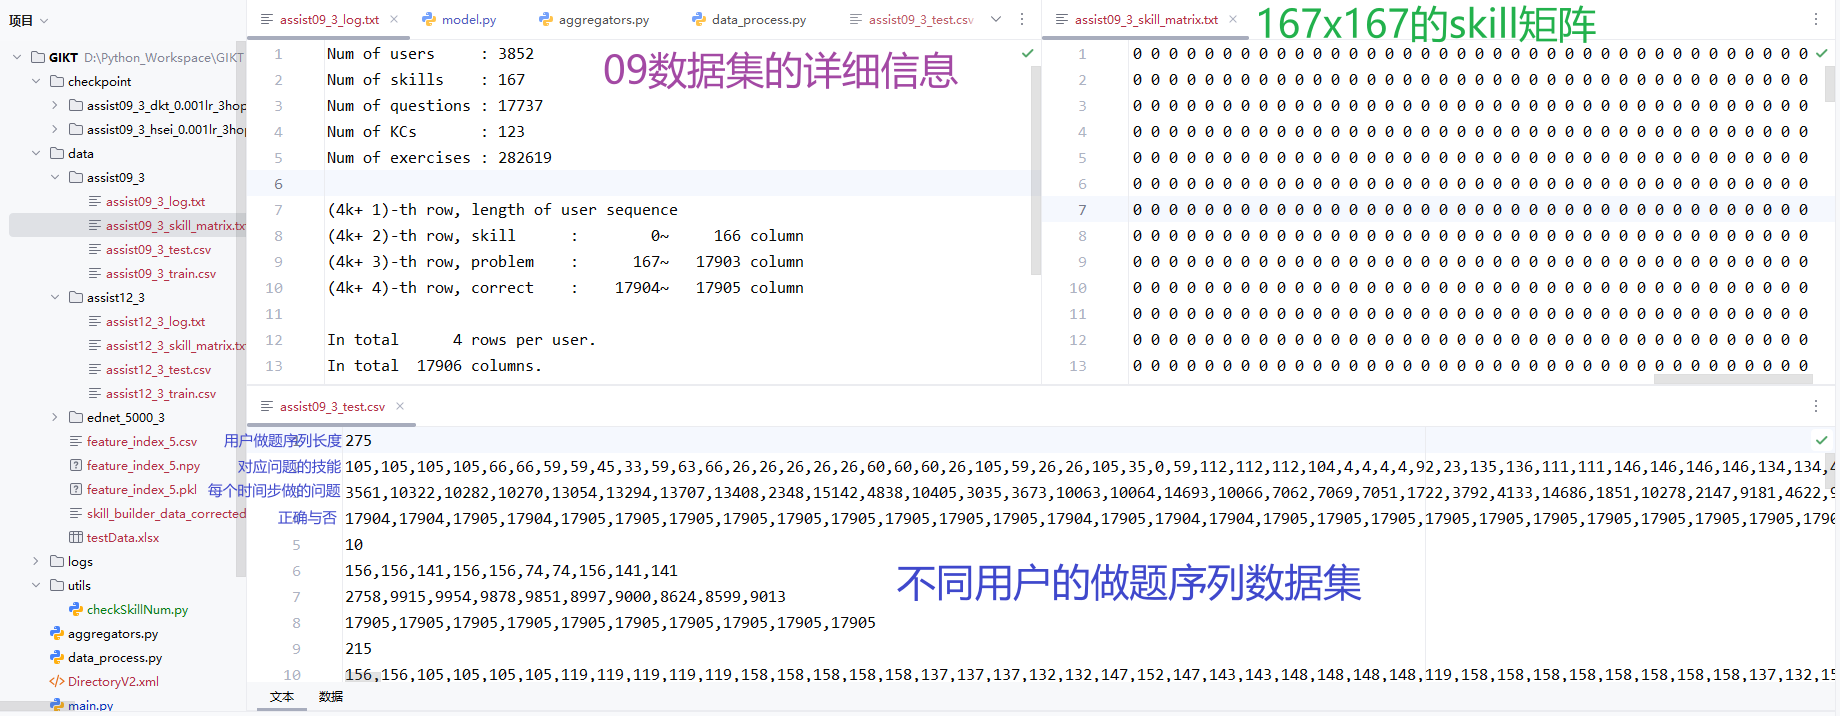 项目
GIKT D:\Python_Workspace\GIKT
checkpoint
assist09_3_dkt_0.001lr_3hop
assist09_3_hsei_0.001lr_3hop
data
assist09_3
assist09_3_log.txt
assist09_3_skill_matrix.txt
assist09_3_test.csv
assist09_3_train.csv
assist12_3
assist12_3_log.txt
assist12_3_skill_matrix.txt
assist12_3_test.csv
assist12_3_train.csv
ednet_5000_3
feature_index_5.csv
feature_index_5.npy
feature_index_5.pkl
skill_builder_data_corrected
testData.xlsx
logs
utils
checkSkillNum.py
aggregators.py
data_process.py
DirectoryV2.xml
main.py
assist09_3_log.txt model.py aggregators.py data_process.py assist09_3_test.csv
1 Num of users : 3852
2 Num of skills : 167
3 Num of questions : 17737
4 Num of KCs : 123
5 Num of exercises : 282619
6
7 (4k+ 1)-th row, length of user sequence
8 (4k+ 2)-th row, skill : 0~ 166 column
9 (4k+ 3)-th row, problem : 167~ 17903 column
10 (4k+ 4)-th row, correct : 17904~ 17905 column
11
12 In total 4 rows per user.
13 In total 17906 columns.
09数据集的详细信息
assist09_3_skill_matrix.txt
167x167的skill矩阵
1 0 0 0 0 0 0 0 0 0 0 0 0 0 0 0 0 0 0 0 0 0 0 0 0 0 0 0 0 0 0 0 0 0 0 0 0 0 0
2 0 0 0 0 0 0 0 0 0 0 0 0 0 0 0 0 0 0 0 0 0 0 0 0 0 0 0 0 0 0 0 0 0 0 0 0 0 0
3 0 0 0 0 0 0 0 0 0 0 0 0 0 0 0 0 0 0 0 0 0 0 0 0 0 0 0 0 0 0 0 0 0 0 0 0 0 0
4 0 0 0 0 0 0 0 0 0 0 0 0 0 0 0 0 0 0 0 0 0 0 0 0 0 0 0 0 0 0 0 0 0 0 0 0 0 0
5 0 0 0 0 0 0 0 0 0 0 0 0 0 0 0 0 0 0 0 0 0 0 0 0 0 0 0 0 0 0 0 0 0 0 0 0 0 0
6 0 0 0 0 0 0 0 0 0 0 0 0 0 0 0 0 0 0 0 0 0 0 0 0 0 0 0 0 0 0 0 0 0 0 0 0 0 0
7 0 0 0 0 0 0 0 0 0 0 0 0 0 0 0 0 0 0 0 0 0 0 0 0 0 0 0 0 0 0 0 0 0 0 0 0 0 0
8 0 0 0 0 0 0 0 0 0 0 0 0 0 0 0 0 0 0 0 0 0 0 0 0 0 0 0 0 0 0 0 0 0 0 0 0 0 0
9 0 0 0 0 0 0 0 0 0 0 0 0 0 0 0 0 0 0 0 0 0 0 0 0 0 0 0 0 0 0 0 0 0 0 0 0 0 0
10 0 0 0 0 0 0 0 0 0 0 0 0 0 0 0 0 0 0 0 0 0 0 0 0 0 0 0 0 0 0 0 0 0 0 0 0 0 0
11 0 0 0 0 0 0 0 0 0 0 0 0 0 0 0 0 0 0 0 0 0 0 0 0 0 0 0 0 0 0 0 0 0 0 0 0 0 0
12 0 0 0 0 0 0 0 0 0 0 0 0 0 0 0 0 0 0 0 0 0 0 0 0 0 0 0 0 0 0 0 0 0 0 0 0 0 0
13 0 0 0 0 0 0 0 0 0 0 0 0 0 0 0 0 0 0 0 0 0 0 0 0 0 0 0 0 0 0 0 0 0 0 0 0 0 0
assist09_3_test.csv
用户做题序列长度 275
对应问题的技能 105,105,105,105,66,66,59,59,45,33,59,63,66,26,26,26,26,26,60,60,60,26,105,59,26,26,105,35,0,59,112,112,112,104,4,4,4,4,92,23,135,136,111,111,146,146,146,146,134,134,4
每个时间步做的问题 3561,10322,10282,10270,13054,13294,13707,13408,2348,15142,4838,10405,3035,3673,10063,10064,14693,10066,7062,7069,7051,1722,3792,4133,14686,1851,10278,2147,9181,4622,9
正确与否 17904,17904,17905,17904,17905,17905,17905,17905,17905,17905,17905,17905,17904,17905,17904,17904,17905,17905,17905,17905,17905,17905,17905,17905,1790
5 10
6 156,156,141,156,156,74,74,156,141,141
7 2758,9915,9954,9878,9851,8997,9000,8624,8599,9013
8 17905,17905,17905,17905,17905,17905,17905,17905,17905,17905
9 215
10 156,156,105,105,105,105,119,119,119,119,119,158,158,158,158,158,137,137,137,132,132,147,152,147,143,143,148,148,148,148,119,158,158,158,158,158,158,158,158,137,132,15
不同用户的做题序列数据集
文本 数据